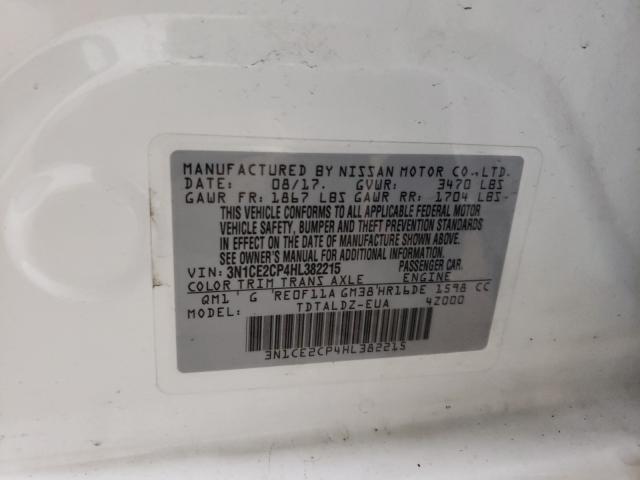 MANUFACTURED BY NISSAN MOTOR CO.,LTD.
DATE: 08/17. GVWR: 3470 LBS
GAWR FR: 1867 LBS GAWR RR: 1704 LBS-
THIS VEHICLE CONFORMS TO ALL APPLICABLE FEDERAL MOTOR
VEHICLE SAFETY, BUMPER AND THEFT PREVENTION STANDARDS
IN EFFECT ON THE DATE OF MANUFACTURE SHOWN ABOVE.
SEE OWNER'S MANUAL FOR ADDITIONAL INFORMATION.
VIN: 3N1CE2CP4HL382215 PASSENGER CAR.
COLOR TRIM TRANS AXLE ENGINE
QM1' G RE0F11A GM38'HR16DE 1598 CC
MODEL: TDTALDZ-EUA 4Z000
3N1CE2CP4HL382215